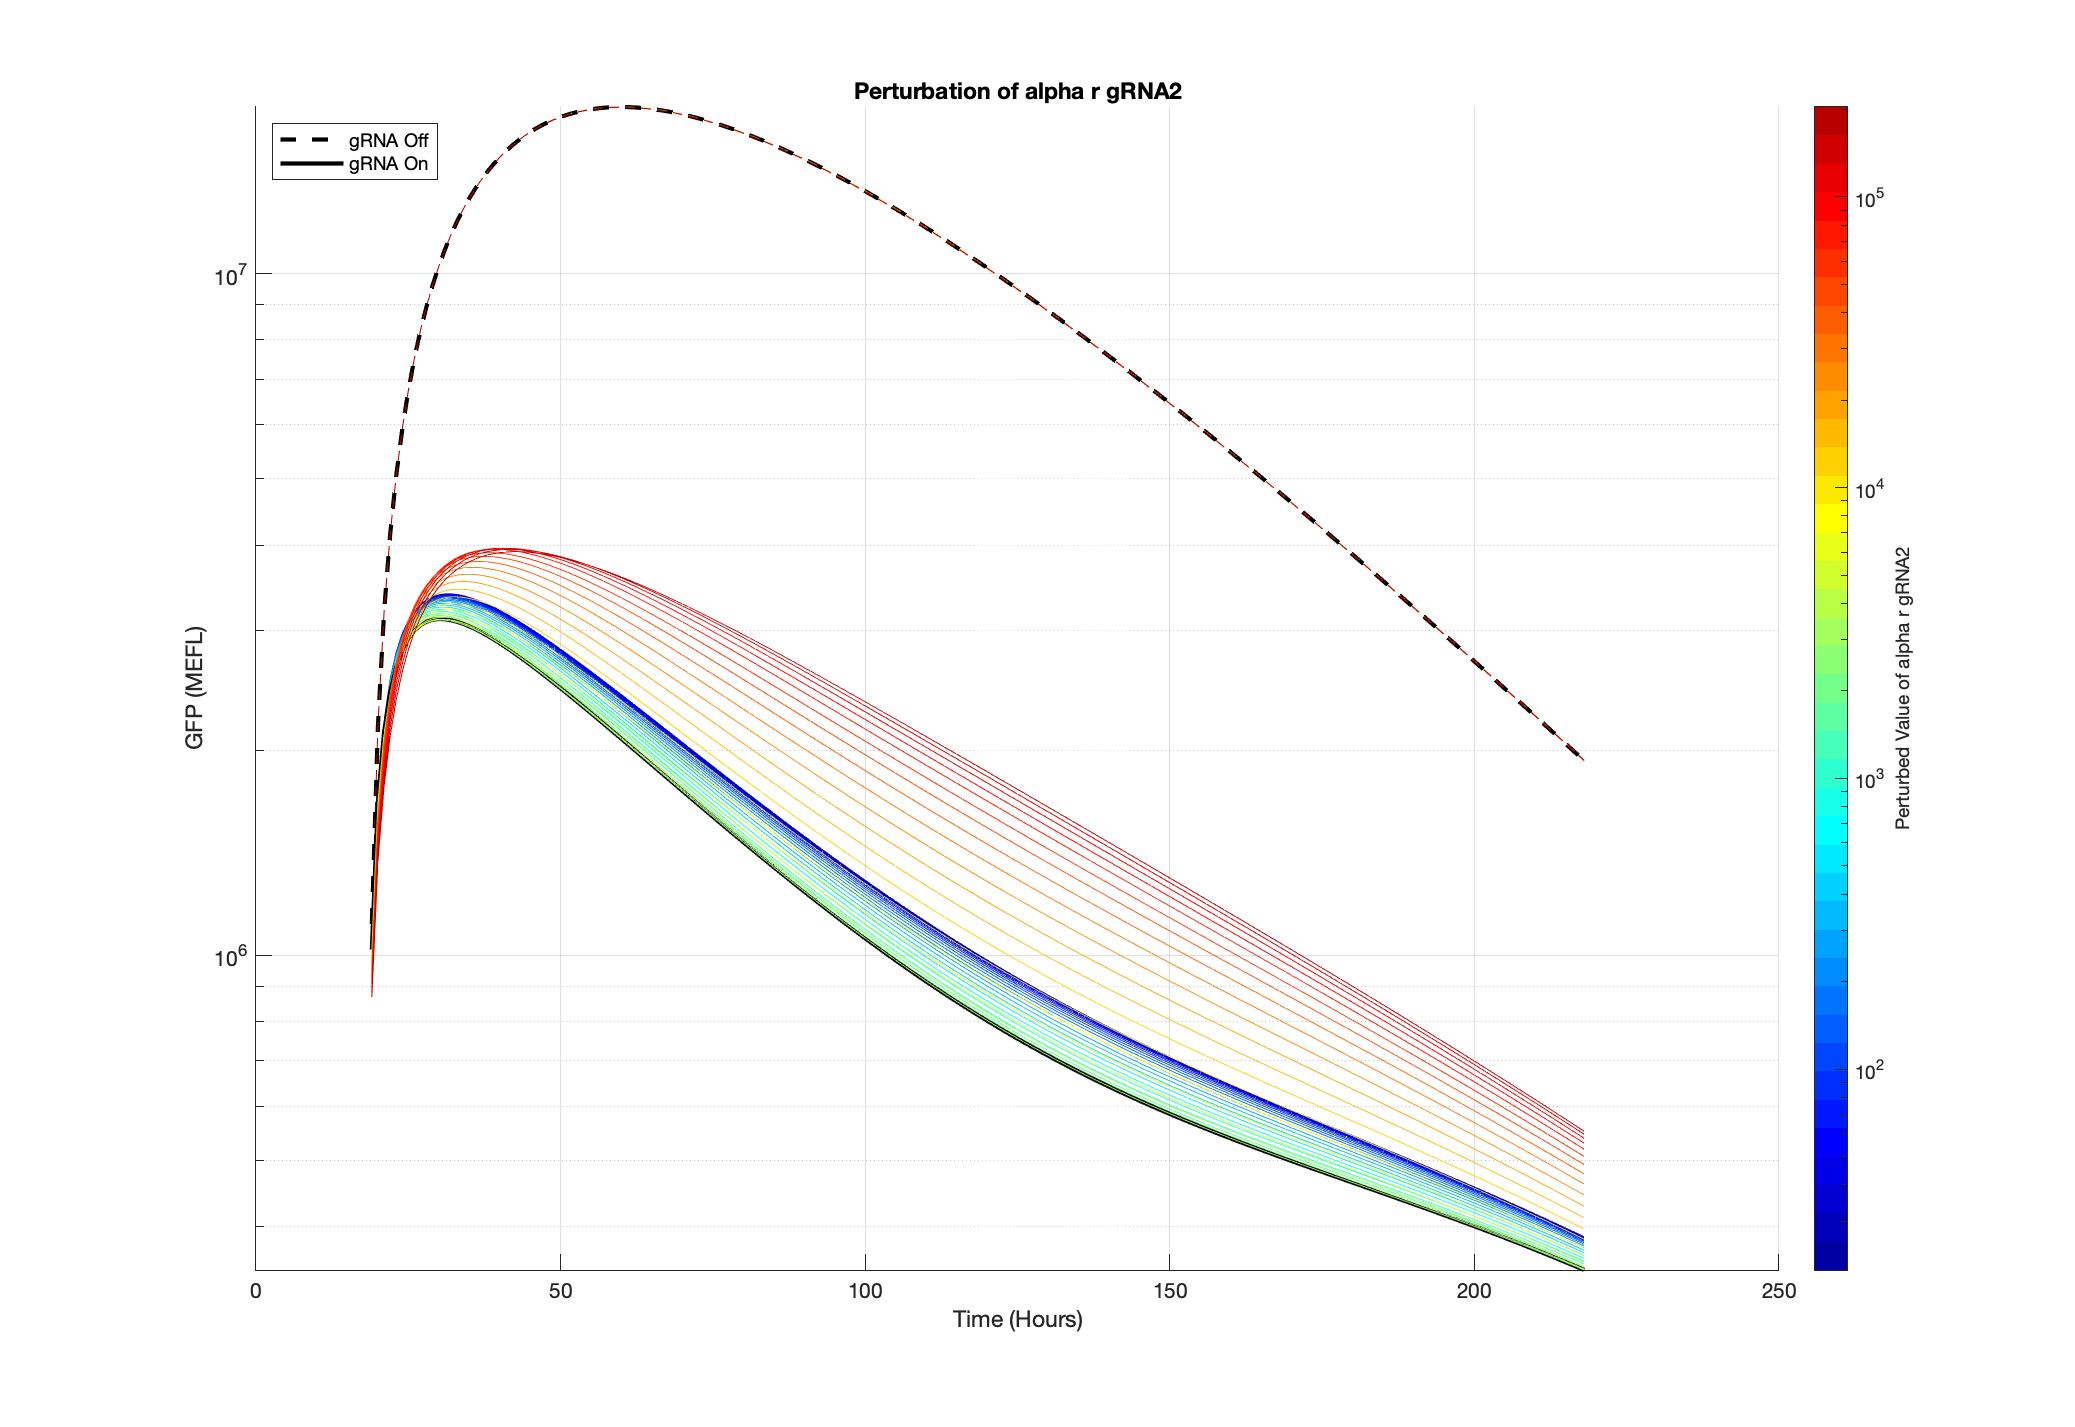 Perturbation of alpha r gRNA2
gRNA Off
gRNA On
10^7
10^6
GFP (MEFL)
0 50 100 150 200 250
Time (Hours)
10^5
10^4
10^3
10^2
Perturbed Value of alpha r gRNA2